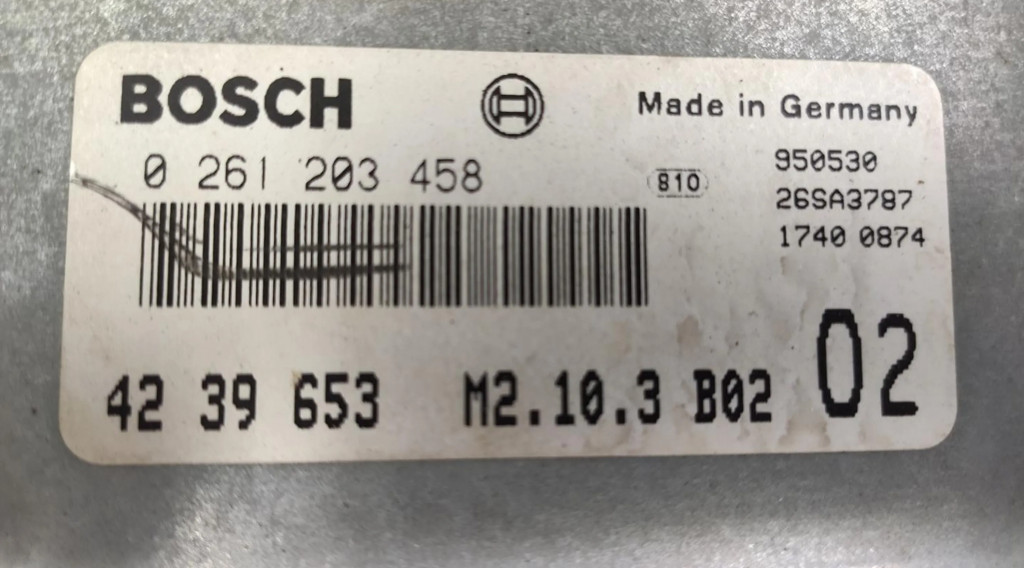 BOSCH
Made in Germany
0 261 203 458
810
950530
26SA3787
1740 0874
42 39 653 M2.10.3 B02 02